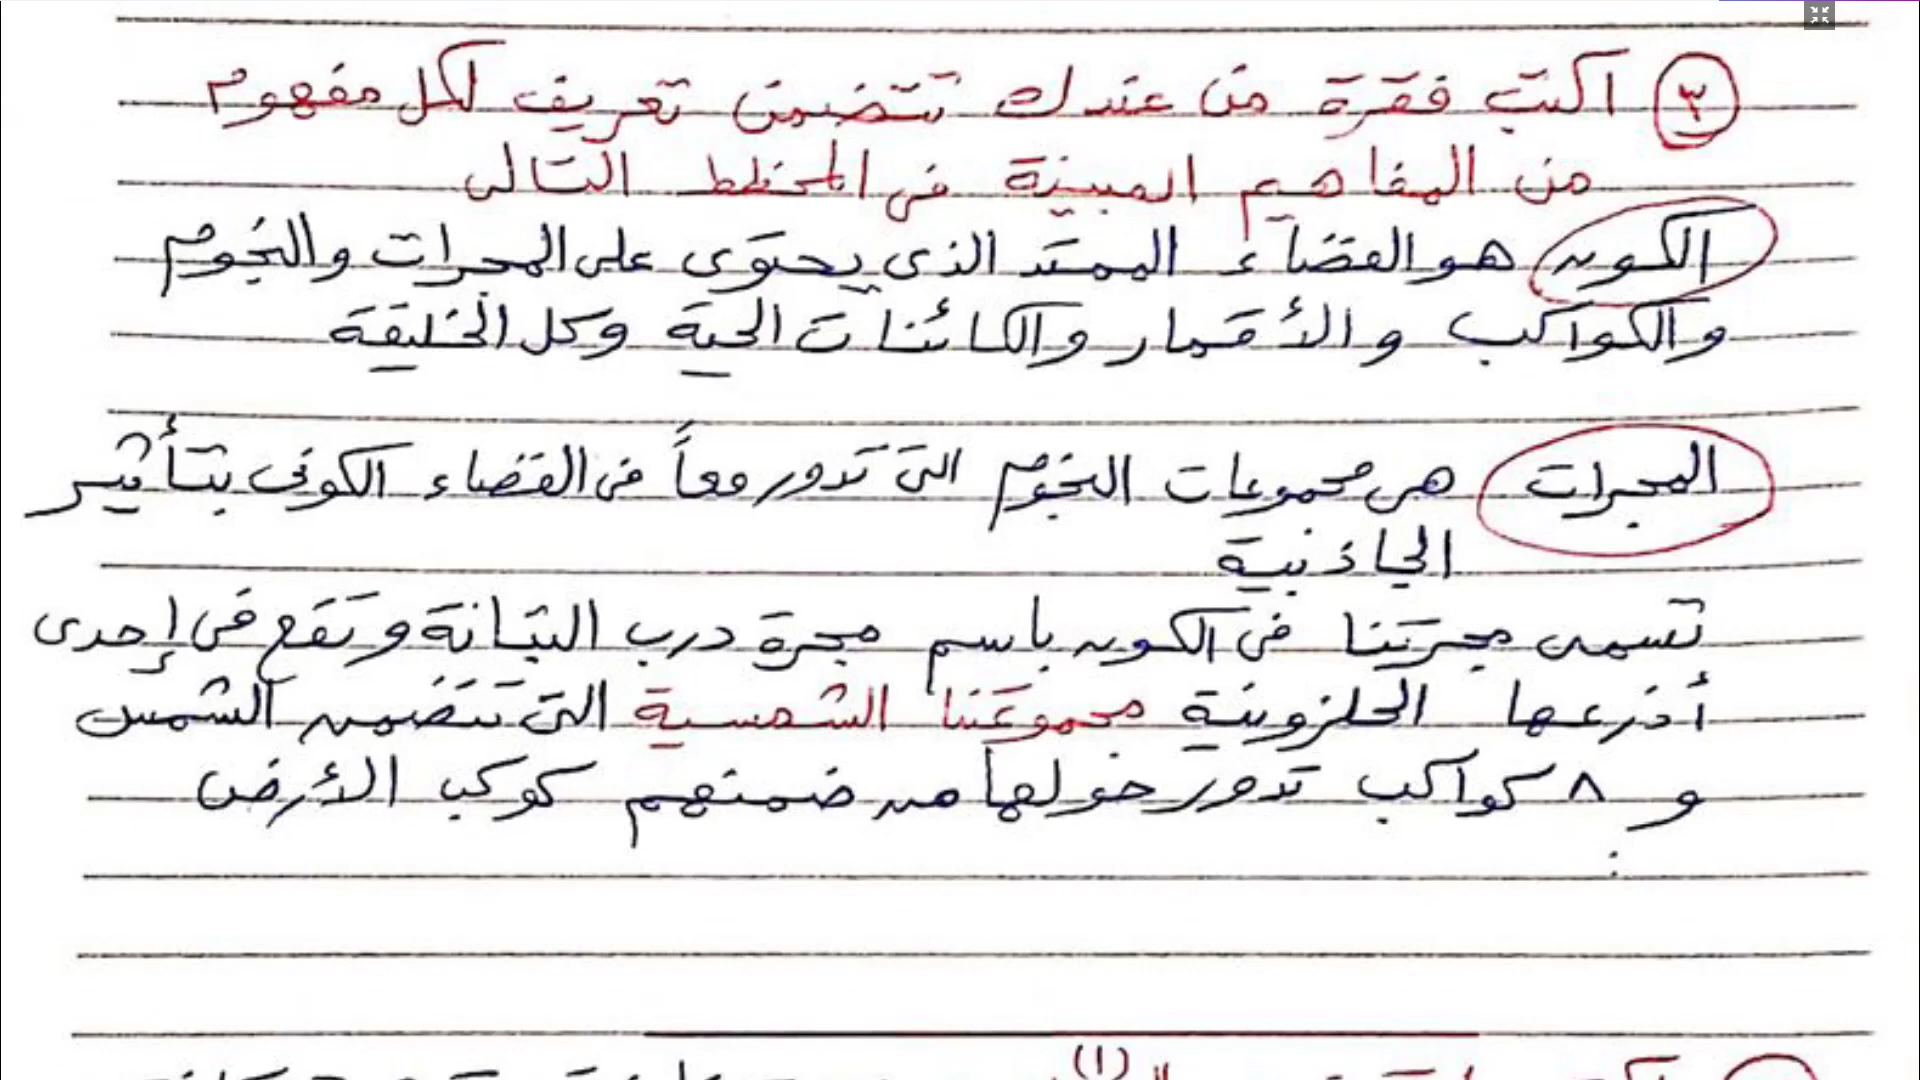 ٣ اكتب فقرة من عندك تتضمن تعريف لكل مفهوم
من المفاهيم المبينة فى المخطط التالى
الكون هو الفضاء الممتد الذى يحتوى على المجرات والنجوم
والكواكب والأقمار والكائنات الحية وكل الخليقة
المجرات هى مجموعات النجوم التى تدور معاً فى الفضاء الكونى بتأثير
الجاذبية
تسمى مجرتنا فى الكون باسم مجرة درب التبانة وتقع فى إحدى
أذرعها الحلزونية مجموعتنا الشمسية التى تتضمن الشمس
و ٨ كواكب تدور حولها من ضمنهم كوكب الأرض
(١)